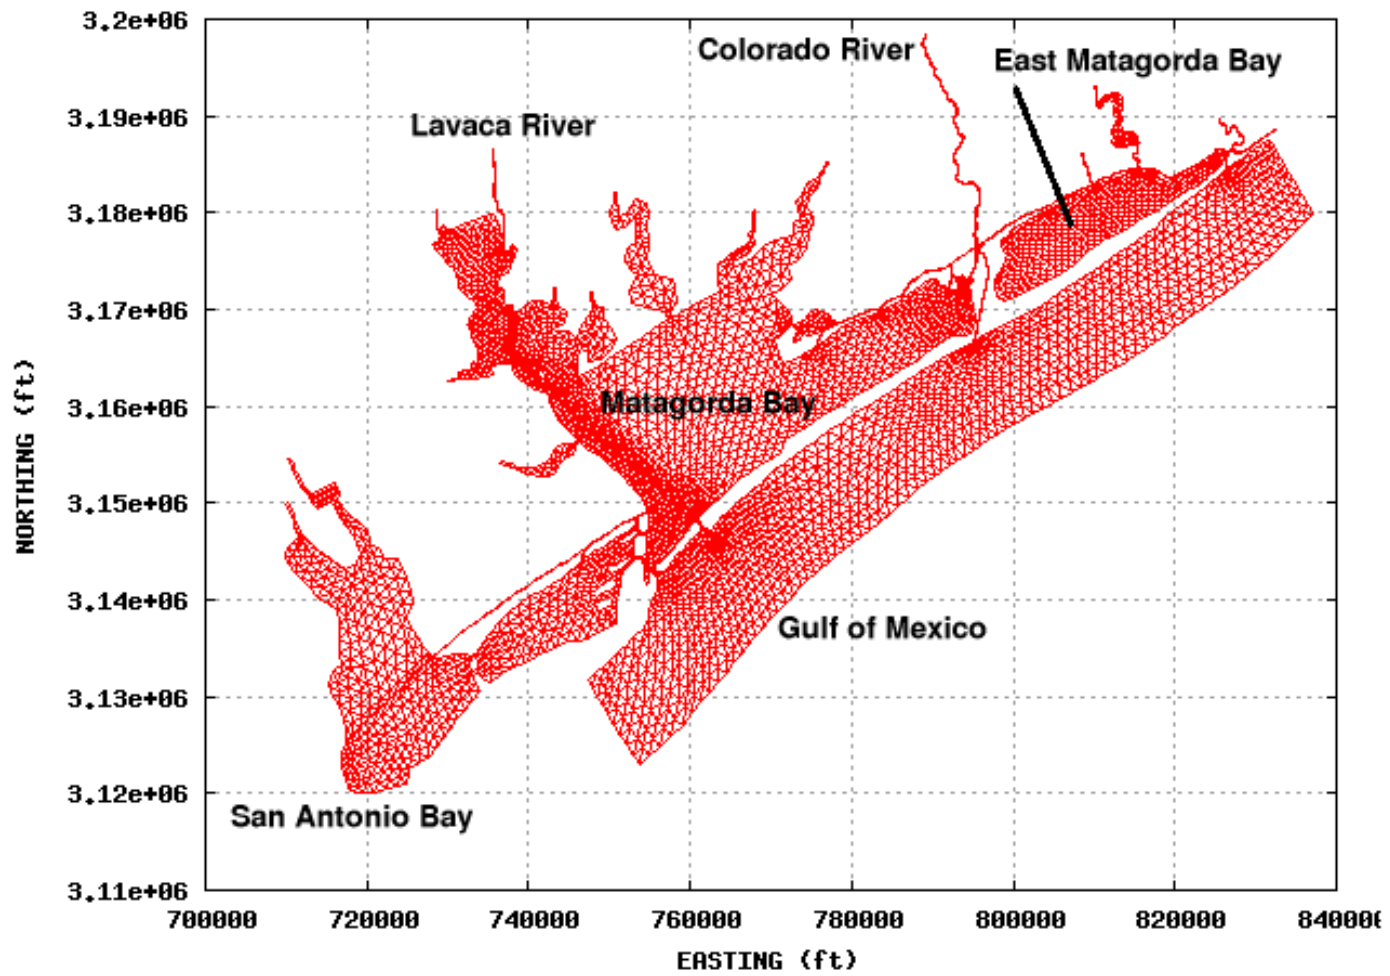 3.2e+06
Colorado River
East Matagorda Bay
3.19e+06
Lavaca River
3.18e+06
3.17e+06
NORTHING (ft)
3.16e+06
Matagorda Bay
3.15e+06
3.14e+06
Gulf of Mexico
3.13e+06
3.12e+06
San Antonio Bay
3.11e+06
700000 720000 740000 760000 780000 800000 820000 84000
EASTING (ft)